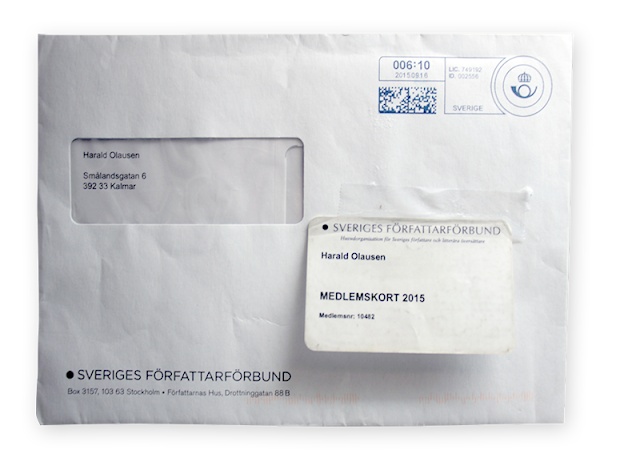 006:10
20150616
LIC. 749192
ID. 002556
SVERIGE
Harald Olausen
Smålandsgatan 6
392 33 Kalmar
SVERIGES FÖRFATTARFÖRBUND
Harald Olausen
MEDLEMSKORT 2015
Medlemsnr: 10482
SVERIGES FÖRFATTARFÖRBUND
Box 3157, 103 63 Stockholm • Författarnas Hus, Drottninggatan 88 B